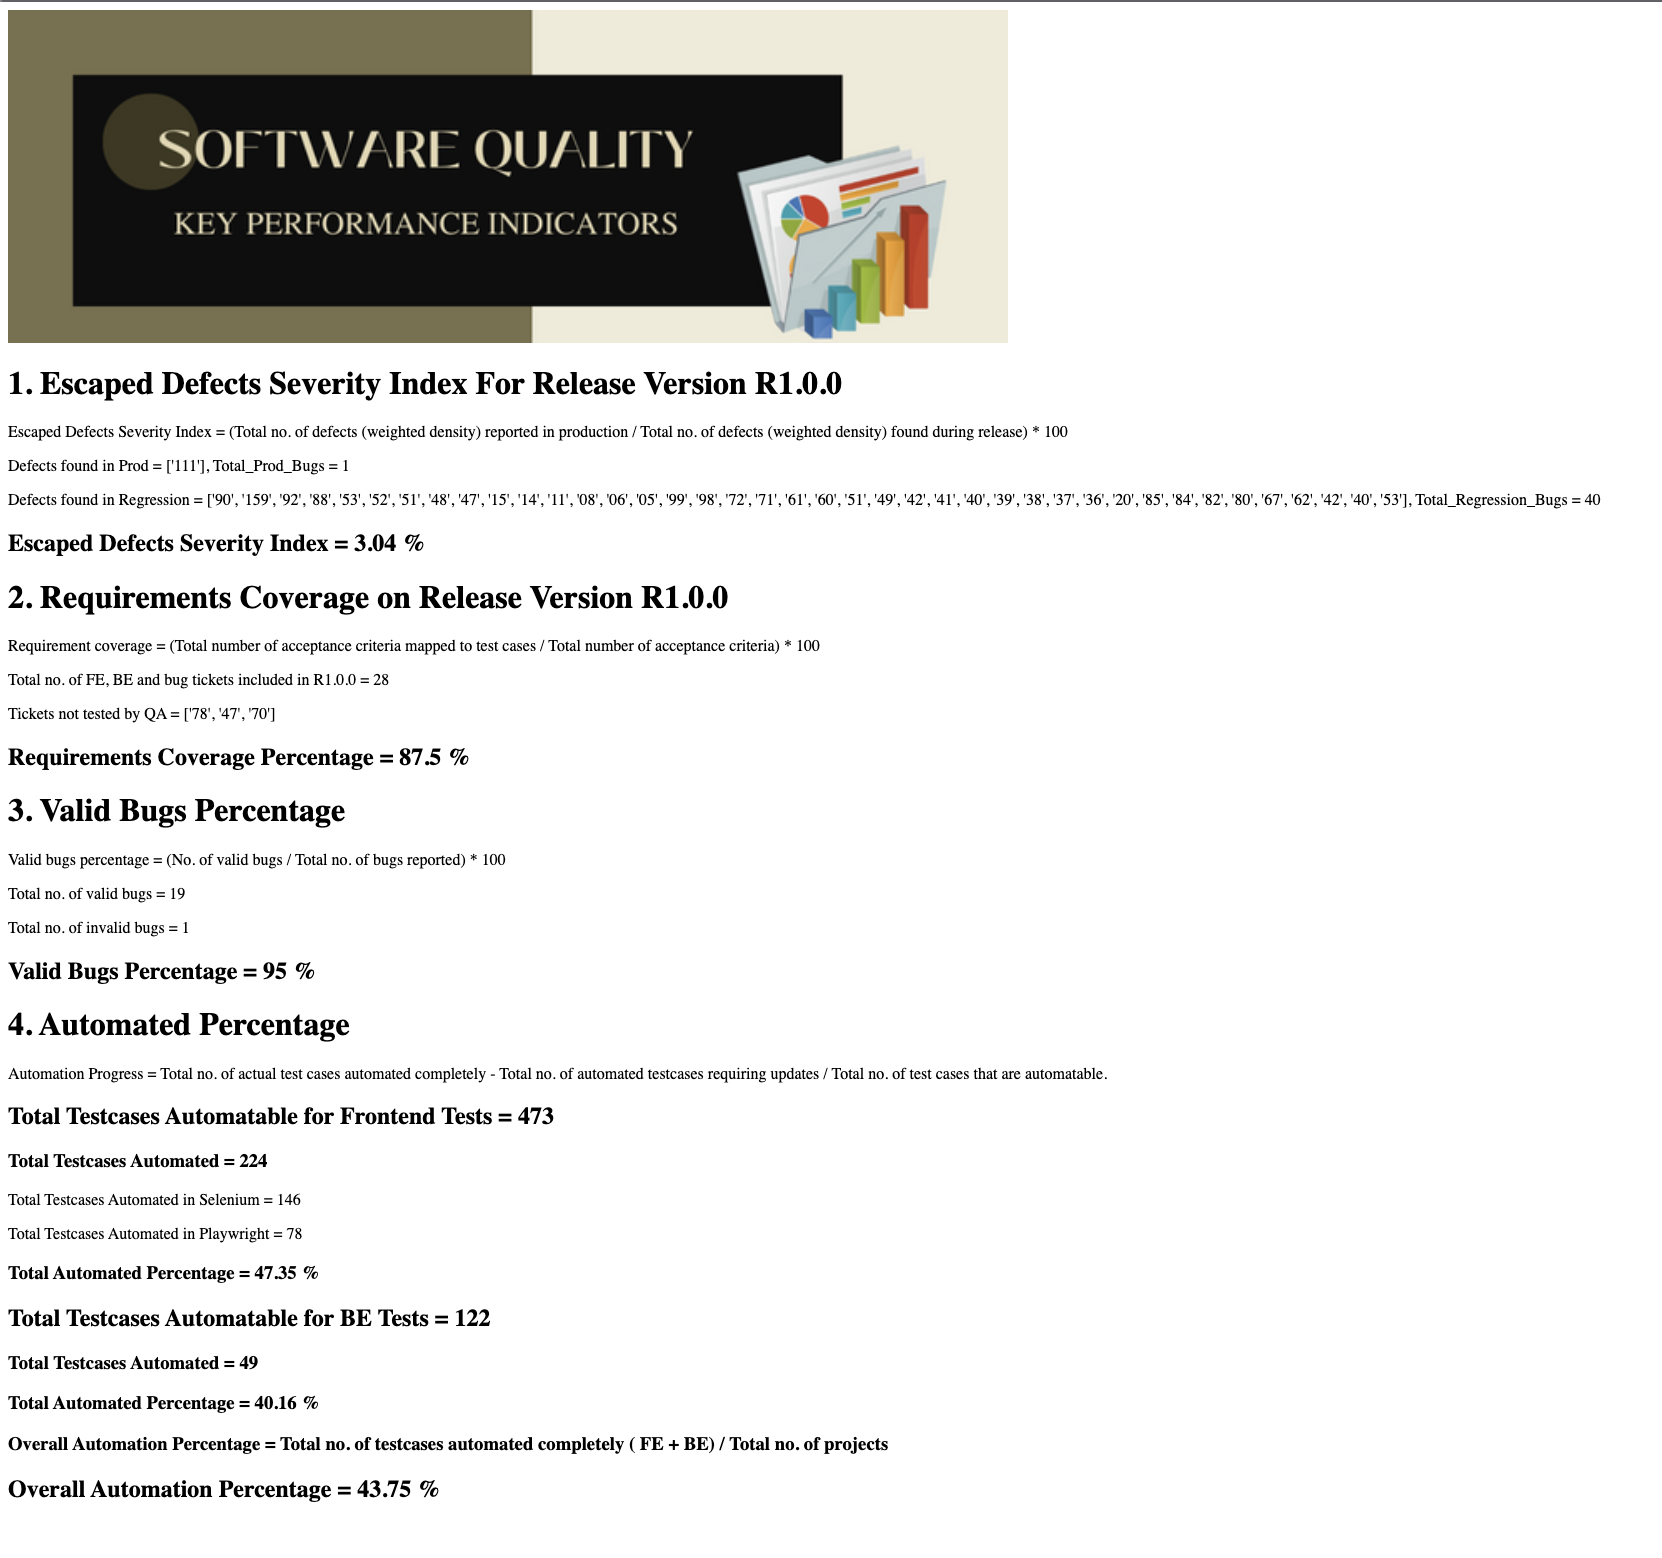 SOFTWARE QUALITY
KEY PERFORMANCE INDICATORS
1. Escaped Defects Severity Index For Release Version R1.0.0
Escaped Defects Severity Index = (Total no. of defects (weighted density) reported in production / Total no. of defects (weighted density) found during release) * 100
Defects found in Prod = ['111'], Total_Prod_Bugs = 1
Defects found in Regression = ['90', '159', '92', '88', '53', '52', '51', '48', '47', '15', '14', '11', '08', '06', '05', '99', '98', '72', '71', '61', '60', '51', '49', '42', '41', '40', '39', '38', '37', '36', '20', '85', '84', '82', '80', '67', '62', '42', '40', '53'], Total_Regression_Bugs = 40
Escaped Defects Severity Index = 3.04 %
2. Requirements Coverage on Release Version R1.0.0
Requirement coverage = (Total number of acceptance criteria mapped to test cases / Total number of acceptance criteria) * 100
Total no. of FE, BE and bug tickets included in R1.0.0 = 28
Tickets not tested by QA = ['78', '47', '70']
Requirements Coverage Percentage = 87.5 %
3. Valid Bugs Percentage
Valid bugs percentage = (No. of valid bugs / Total no. of bugs reported) * 100
Total no. of valid bugs = 19
Total no. of invalid bugs = 1
Valid Bugs Percentage = 95 %
4. Automated Percentage
Automation Progress = Total no. of actual test cases automated completely - Total no. of automated testcases requiring updates / Total no. of test cases that are automatable.
Total Testcases Automatable for Frontend Tests = 473
Total Testcases Automated = 224
Total Testcases Automated in Selenium = 146
Total Testcases Automated in Playwright = 78
Total Automated Percentage = 47.35 %
Total Testcases Automatable for BE Tests = 122
Total Testcases Automated = 49
Total Automated Percentage = 40.16 %
Overall Automation Percentage = Total no. of testcases automated completely ( FE + BE) / Total no. of projects
Overall Automation Percentage = 43.75 %